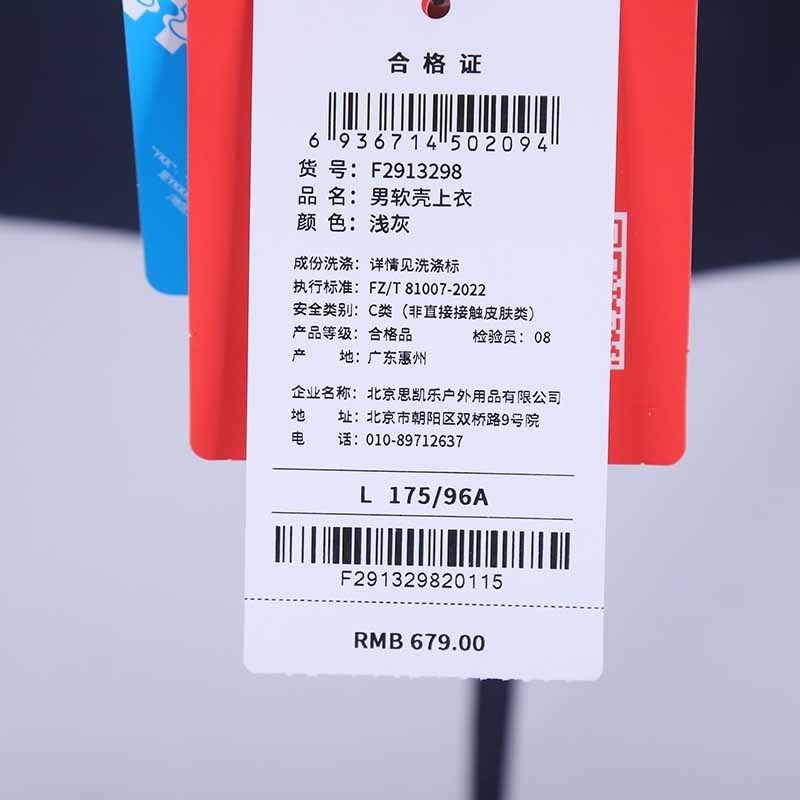 合格证
6 936714 502094
货 号： F2913298
品 名： 男软壳上衣
颜 色： 浅灰
成份洗涤： 详情见洗涤标
执行标准： FZ/T 81007-2022
安全类别： C类（非直接接触皮肤类）
产品等级： 合格品 检验员： 08
产 地： 广东惠州
企业名称： 北京思凯乐户外用品有限公司
地 址： 北京市朝阳区双桥路9号院
电 话： 010-89712637
L 175/96A
F291329820115
RMB 679.00